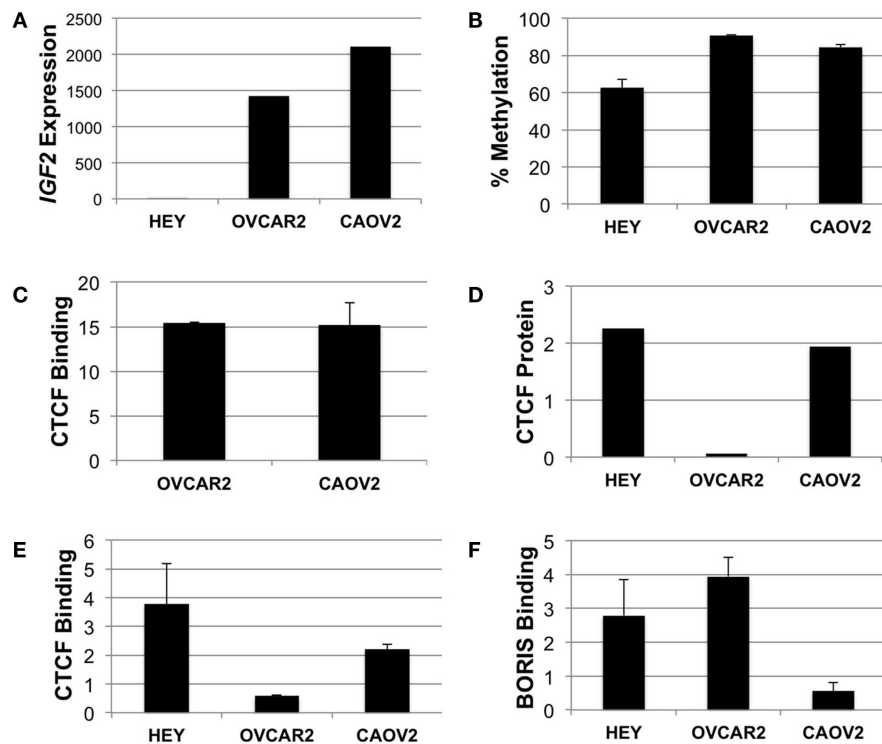 A
IGF2 Expression
2500
2000
1500
1000
500
0
HEY OVCAR2 CAOV2
B
% Methylation
100
80
60
40
20
0
HEY OVCAR2 CAOV2
C
CTCF Binding
20
15
10
5
0
OVCAR2 CAOV2
D
CTCF Protein
3
2
1
0
HEY OVCAR2 CAOV2
E
CTCF Binding
6
5
4
3
2
1
0
HEY OVCAR2 CAOV2
F
BORIS Binding
5
4
3
2
1
0
HEY OVCAR2 CAOV2